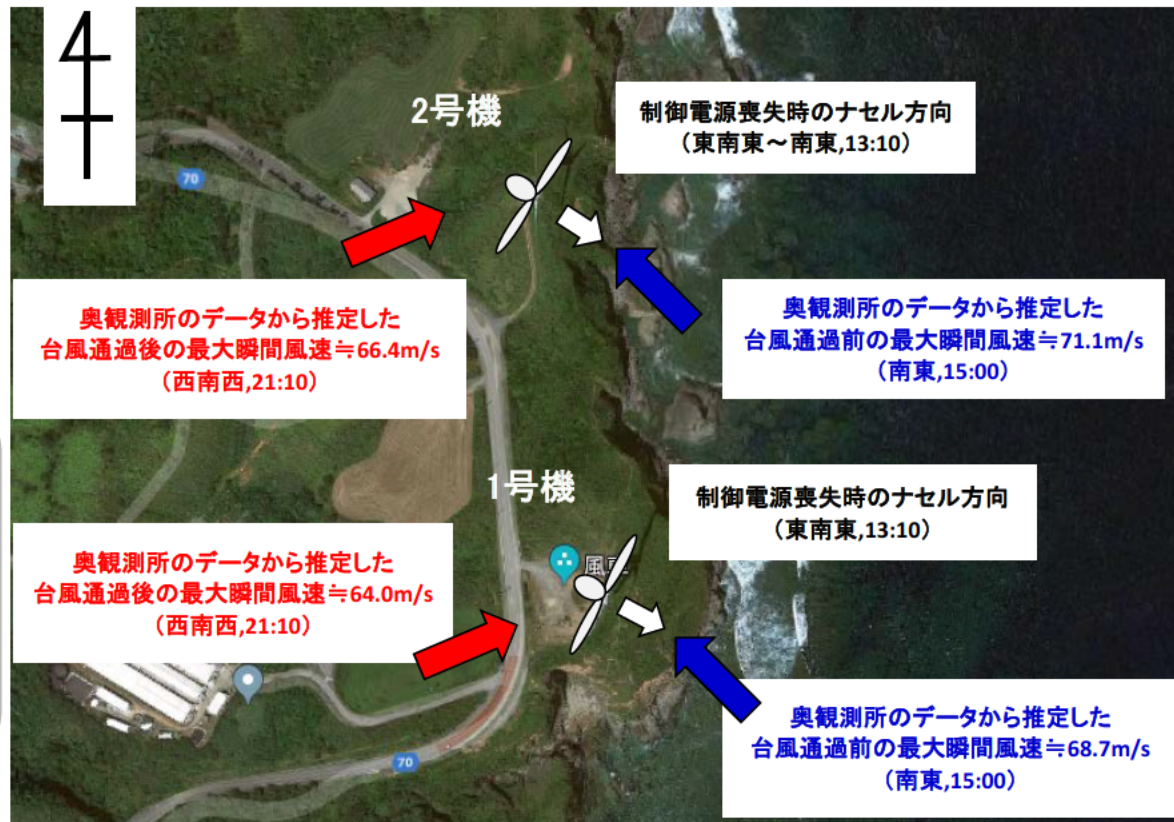 2号機
制御電源喪失時のナセル方向
（東南東～南東,13:10）
70
奥観測所のデータから推定した
台風通過後の最大瞬間風速≒66.4m/s
（西南西,21:10）
奥観測所のデータから推定した
台風通過前の最大瞬間風速≒71.1m/s
（南東,15:00）
1号機
制御電源喪失時のナセル方向
（東南東,13:10）
風
奥観測所のデータから推定した
台風通過後の最大瞬間風速≒64.0m/s
（西南西,21:10）
奥観測所のデータから推定した
台風通過前の最大瞬間風速≒68.7m/s
（南東,15:00）
70